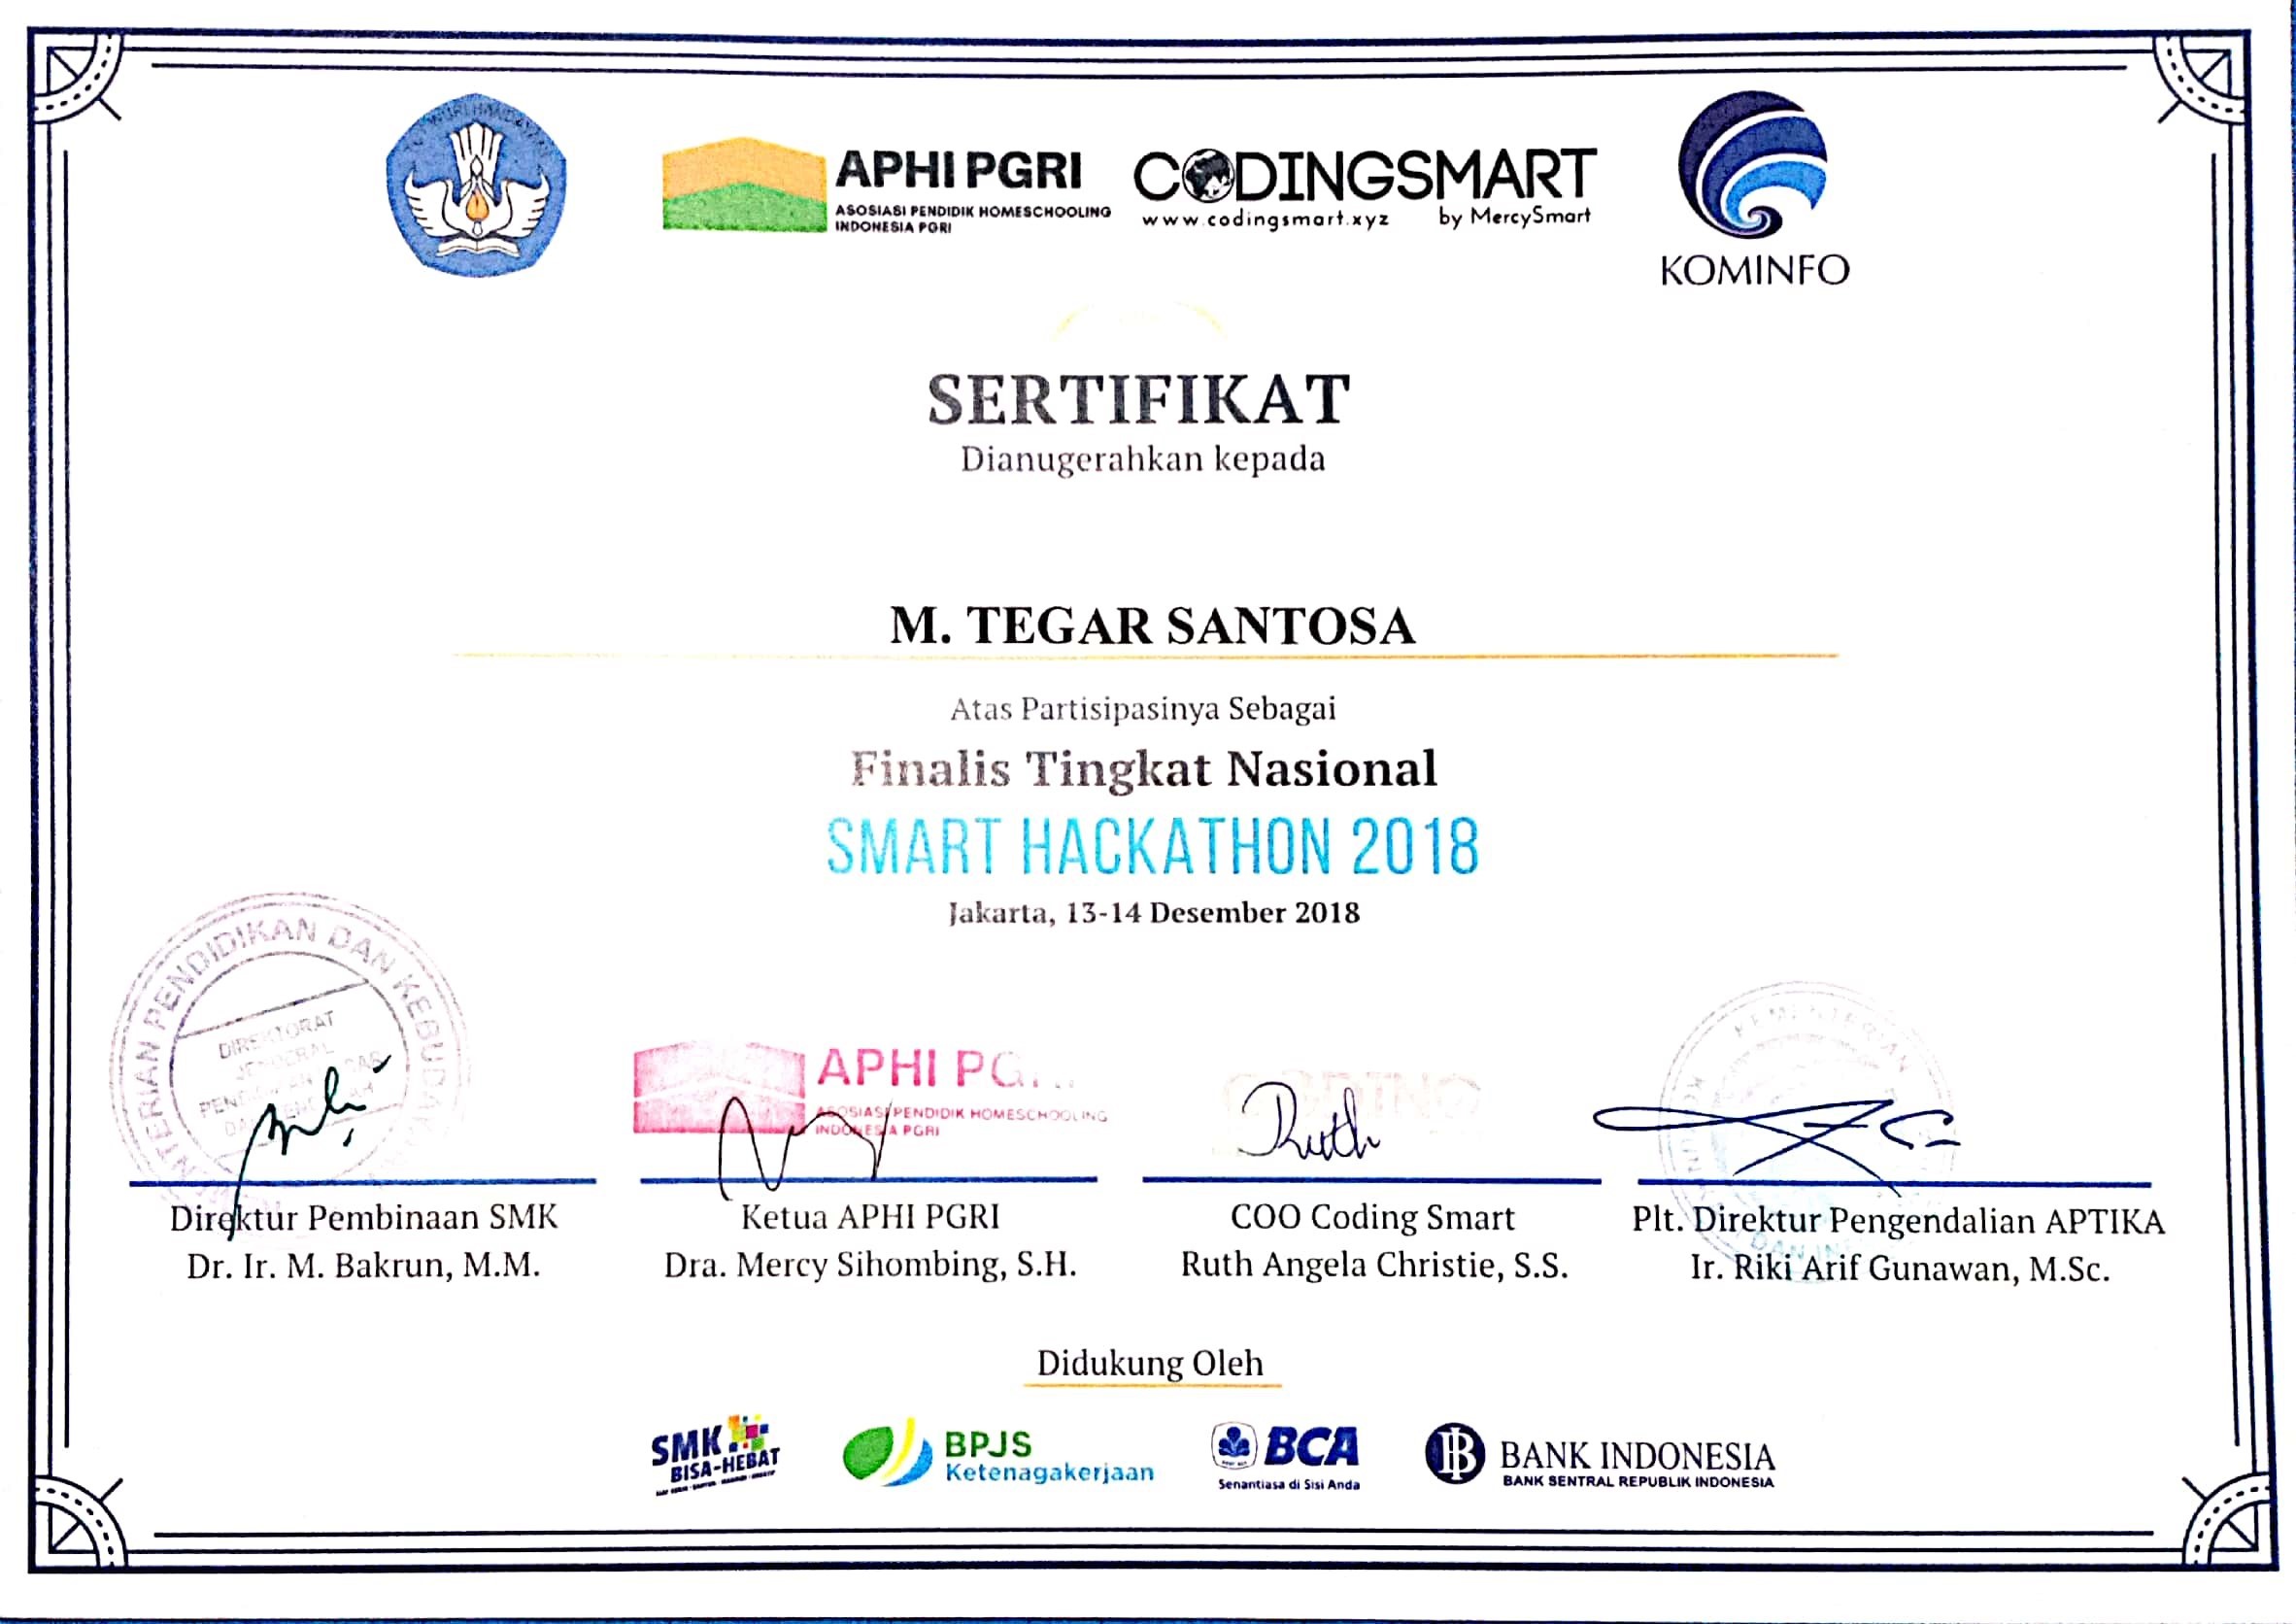 TUT WURI HANDAYANI
APHI PGRI
ASOSIASI PENDIDIK HOMESCHOOLING
INDONESIA PGRI
CODINGSMART
www.codingsmart.xyz by MercySmart
KOMINFO
SERTIFIKAT
Dianugerahkan kepada
M. TEGAR SANTOSA
Atas Partisipasinya Sebagai
Finalis Tingkat Nasional
SMART HACKATHON 2018
Jakarta, 13-14 Desember 2018
PENDIDIKAN DAN
DIREKTORAT
JENDERAL
APHI PG
ASOSIASI PENDIDIK HOMESCHOOLING
INDONESIA PGRI
CODING
Ruth
KEMENTERIAN
Direktur Pembinaan SMK
Dr. Ir. M. Bakrun, M.M.
Ketua APHI PGRI
Dra. Mercy Sihombing, S.H.
COO Coding Smart
Ruth Angela Christie, S.S.
Plt. Direktur Pengendalian APTIKA
Ir. Riki Arif Gunawan, M.Sc.
Didukung Oleh
SMK
BISA-HEBAT
BPJS
Ketenagakerjaan
BCA
Senantiasa di Sisi Anda
BANK INDONESIA
BANK SENTRAL REPUBLIK INDONESIA